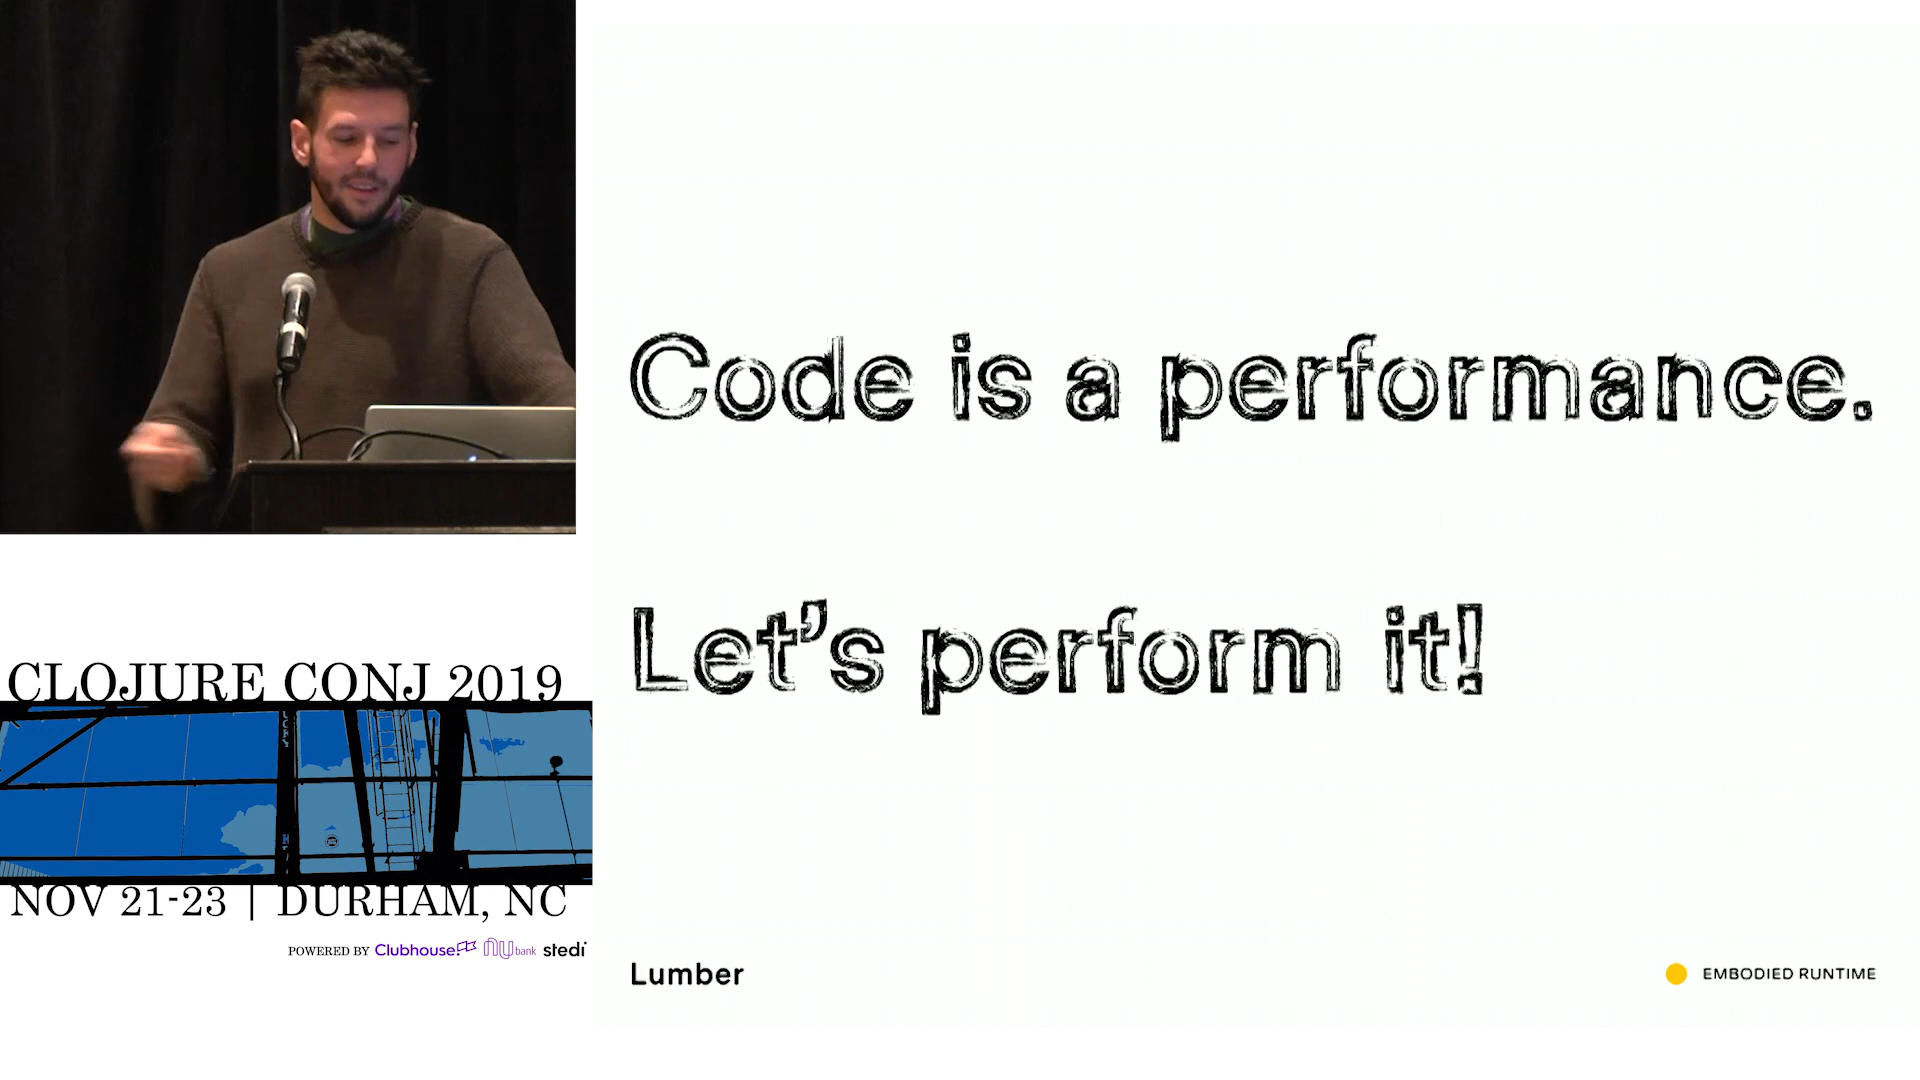 Code is a performance.
Let's perform it!
CLOJURE CONJ 2019
NOV 21-23 | DURHAM, NC
POWERED BY Clubhouse nu bank stedi
Lumber
EMBODIED RUNTIME